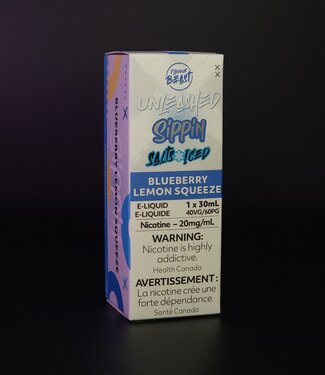 FLAVOUR
BEAST
UNLEASHED
SIPPIN
SALTS ICED
BLUEBERRY
LEMON SQUEEZE
E-LIQUID 1 x 30mL
E-LIQUIDE 40VG/60PG
Nicotine – 20mg/mL
WARNING:
Nicotine is highly
addictive.
Health Canada
AVERTISSEMENT:
La nicotine crée une
forte dépendance.
Santé Canada
BLUEBERRY LEMON SQUEEZE